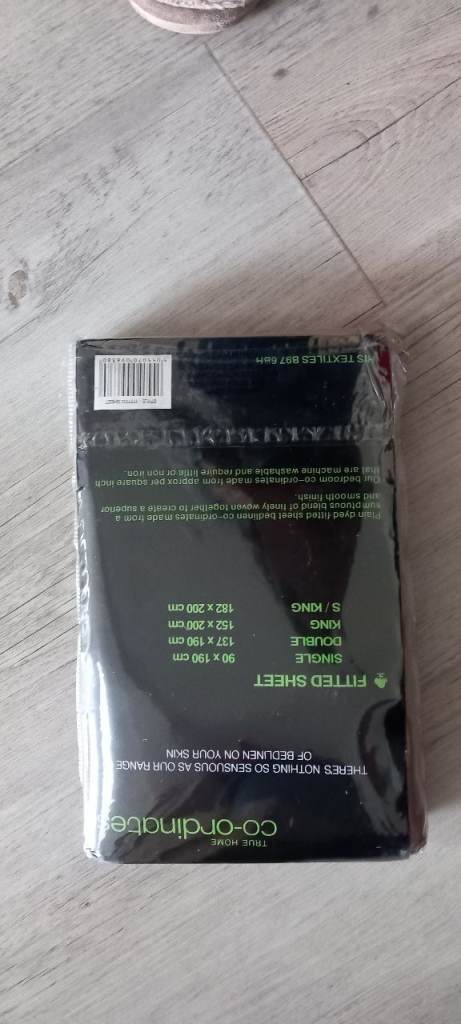 TRUE HOME
co-ordinates
THERE'S NOTHING SO SENSUOUS AS OUR RANGE
OF BEDLINEN ON YOUR SKIN
FITTED SHEET
SINGLE 90 x 190 cm
DOUBLE 137 x 190 cm
KING 152 x 200 cm
S / KING 182 x 200 cm
Plain dyed fitted sheet bedlinen co-ordinates made from a
sumptuous blend of finely woven together to create a superior
and smooth finish.
Our bedroom co-ordinates made from approx per square inch
that are machine washable and require little or non iron.
HIS TEXTILES B97 6BH